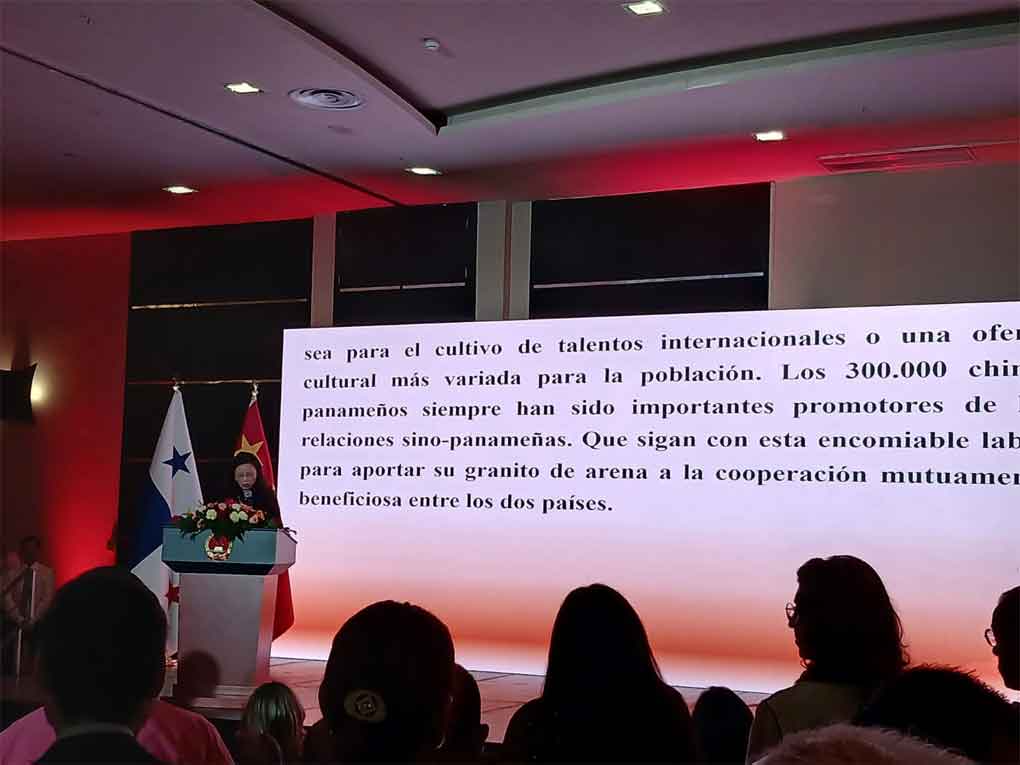 sea para el cultivo de talentos internacionales o una ofer
cultural más variada para la población. Los 300.000 chin
panameños siempre han sido importantes promotores de l
relaciones sino-panameñas. Que sigan con esta encomiable lab
para aportar su granito de arena a la cooperación mutuamen
beneficiosa entre los dos países.